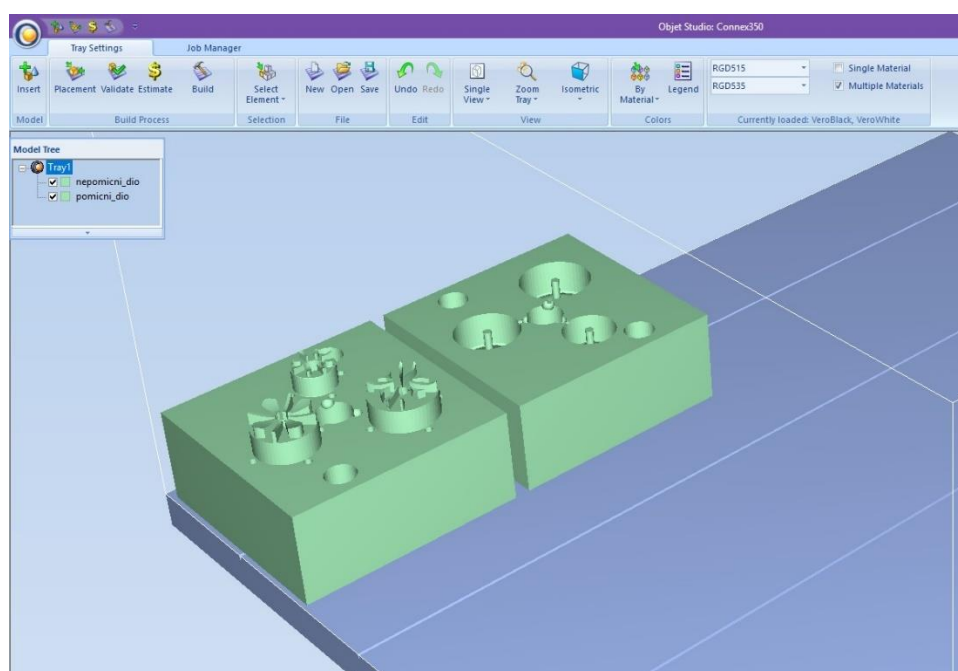 Objet Studio: Connex350
Tray Settings Job Manager
Insert Placement Validate Estimate Build Select Element New Open Save Undo Redo Single View Zoom Tray Isometric By Material Legend RGD515 RGD535 Single Material Multiple Materials
Model Build Process Selection File Edit View Colors Currently loaded: VeroBlack, VeroWhite
Model Tree
Tray1
nepomicni_dio
pomicni_dio